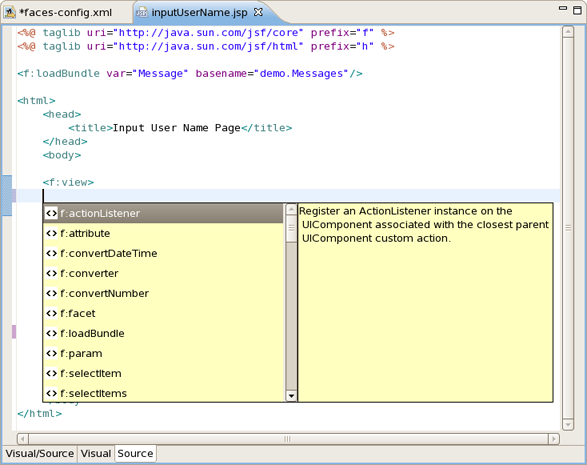 *faces-config.xml inputUserName.jsp
<%@ taglib uri="http://java.sun.com/jsf/core" prefix="f" %>
<%@ taglib uri="http://java.sun.com/jsf/html" prefix="h" %>
<f:loadBundle var="Message" basename="demo.Messages"/>
<html>
<head>
<title>Input User Name Page</title>
</head>
<body>
<f:view>
f:actionListener
f:attribute
f:convertDateTime
f:converter
f:convertNumber
f:facet
f:loadBundle
f:param
f:selectItem
f:selectItems
Register an ActionListener instance on the
UIComponent associated with the closest parent
UIComponent custom action.
</html>
Visual/Source Visual Source